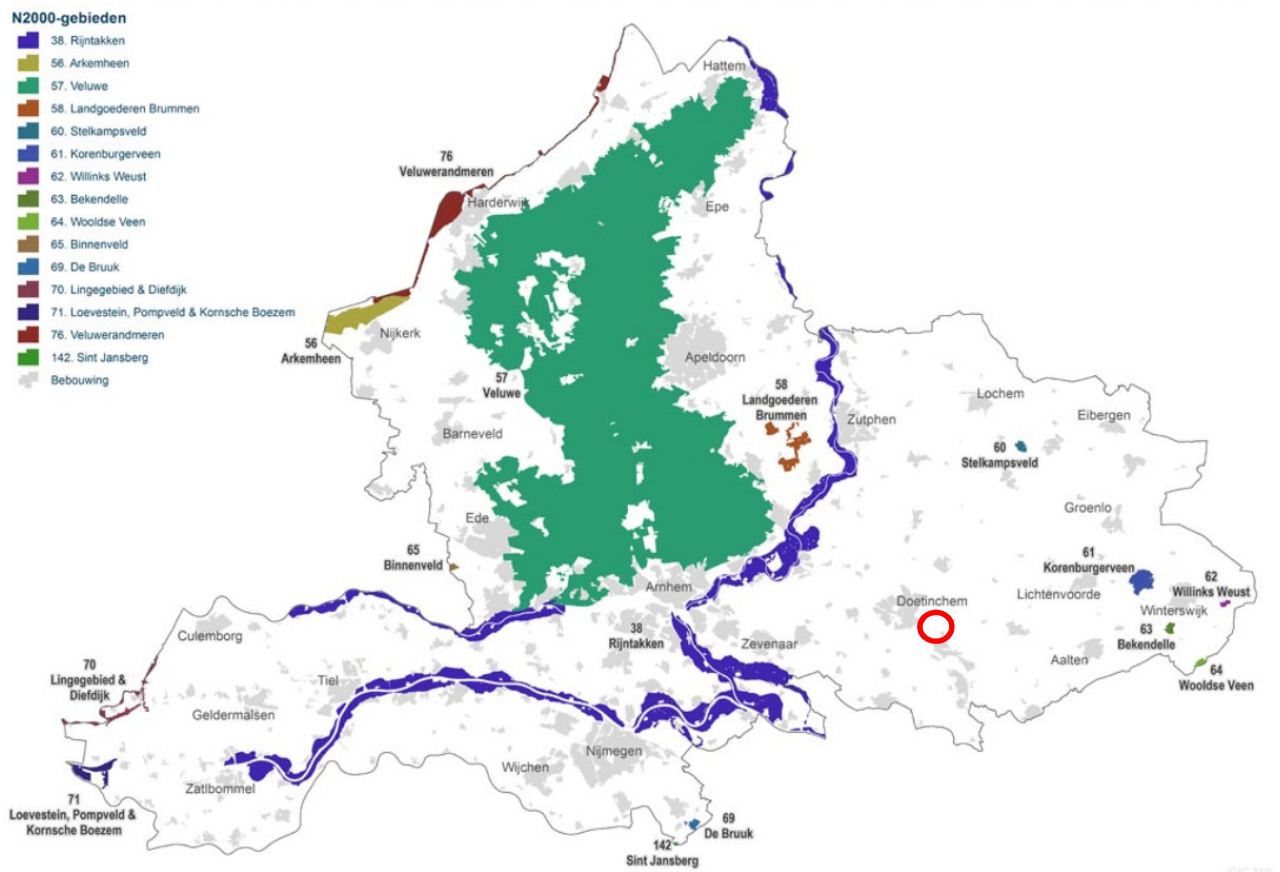 N2000-gebieden
38. Rijntakken
56. Arkemheen
57. Veluwe
58. Landgoederen Brummen
60. Stelkampsveld
61. Korenburgerveen
62. Willinks Weust
63. Bekendelle
64. Wooldse Veen
65. Binnenveld
69. De Bruuk
70. Lingegebied & Diefdijk
71. Loevestein, Pompveld & Kornsche Boezem
76. Veluwerandmeren
142. Sint Jansberg
Bebouwing
Hattem
76
Veluwerandmeren
Harderwijk
Epe
Nijkerk
56
Arkemheen
Apeldoorn
57
Veluwe
58
Landgoederen
Brummen
Lochem
Eibergen
Zutphen
Barneveld
60
Stelkampsveld
Ede
Groenlo
65
Binnenveld
61
Korenburgerveen
62
Willinks Weust
Arnhem
Lichtenvoorde
Doetinchem
Winterswijk
Culemborg
38
Rijntakken
Zevenaar
63
Bekendelle
Aalten
64
Wooldse Veen
70
Lingegebied &
Diefdijk
Tiel
Geldermalsen
Nijmegen
Wijchen
Zatlbommel
71
Loevestein, Pompveld &
Kornsche Boezem
69
De Bruuk
142
Sint Jansberg